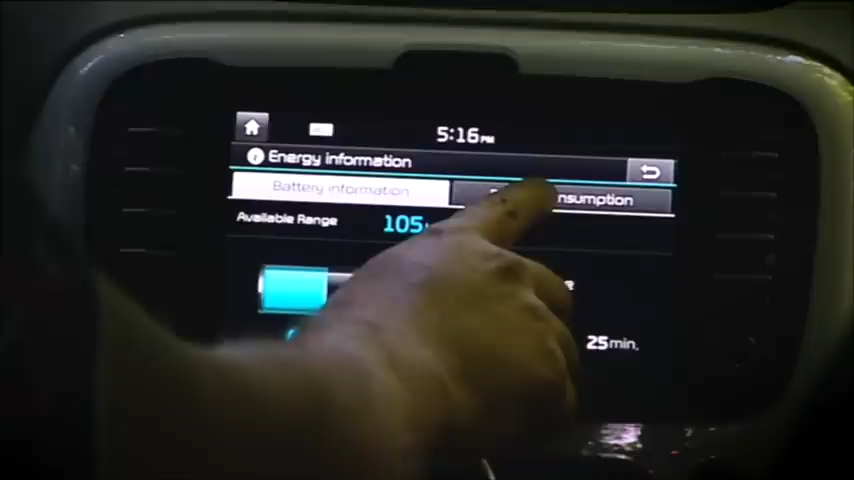 5:16 PM
Energy information
Battery information
nsumption
Available Range
105
25 min.